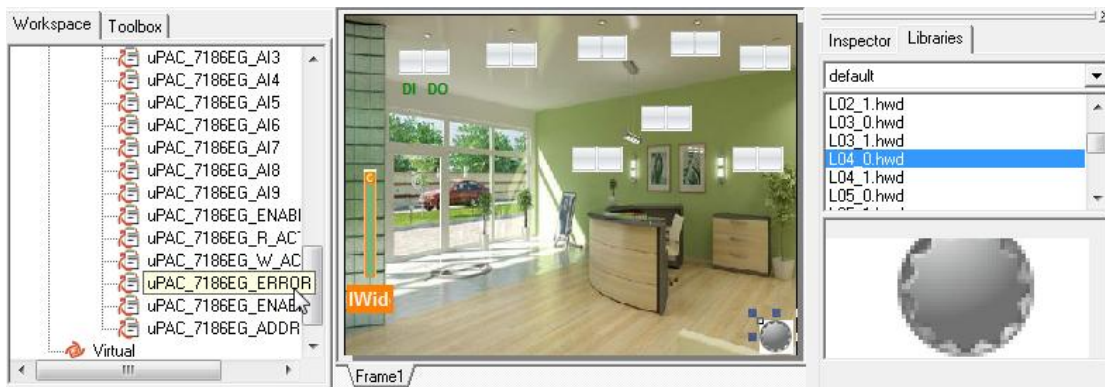 Workspace
Toolbox
uPAC_7186EG_AI3
uPAC_7186EG_AI4
uPAC_7186EG_AI5
uPAC_7186EG_AI6
uPAC_7186EG_AI7
uPAC_7186EG_AI8
uPAC_7186EG_AI9
uPAC_7186EG_ENABI
uPAC_7186EG_R_AC
uPAC_7186EG_W_AC
uPAC_7186EG_ERROR
uPAC_7186EG_ENAB
uPAC_7186EG_ADDR
Virtual
DI DO
C
IWid
Frame1
Inspector
Libraries
default
L02_1.hwd
L03_0.hwd
L03_1.hwd
L04_0.hwd
L04_1.hwd
L05_0.hwd